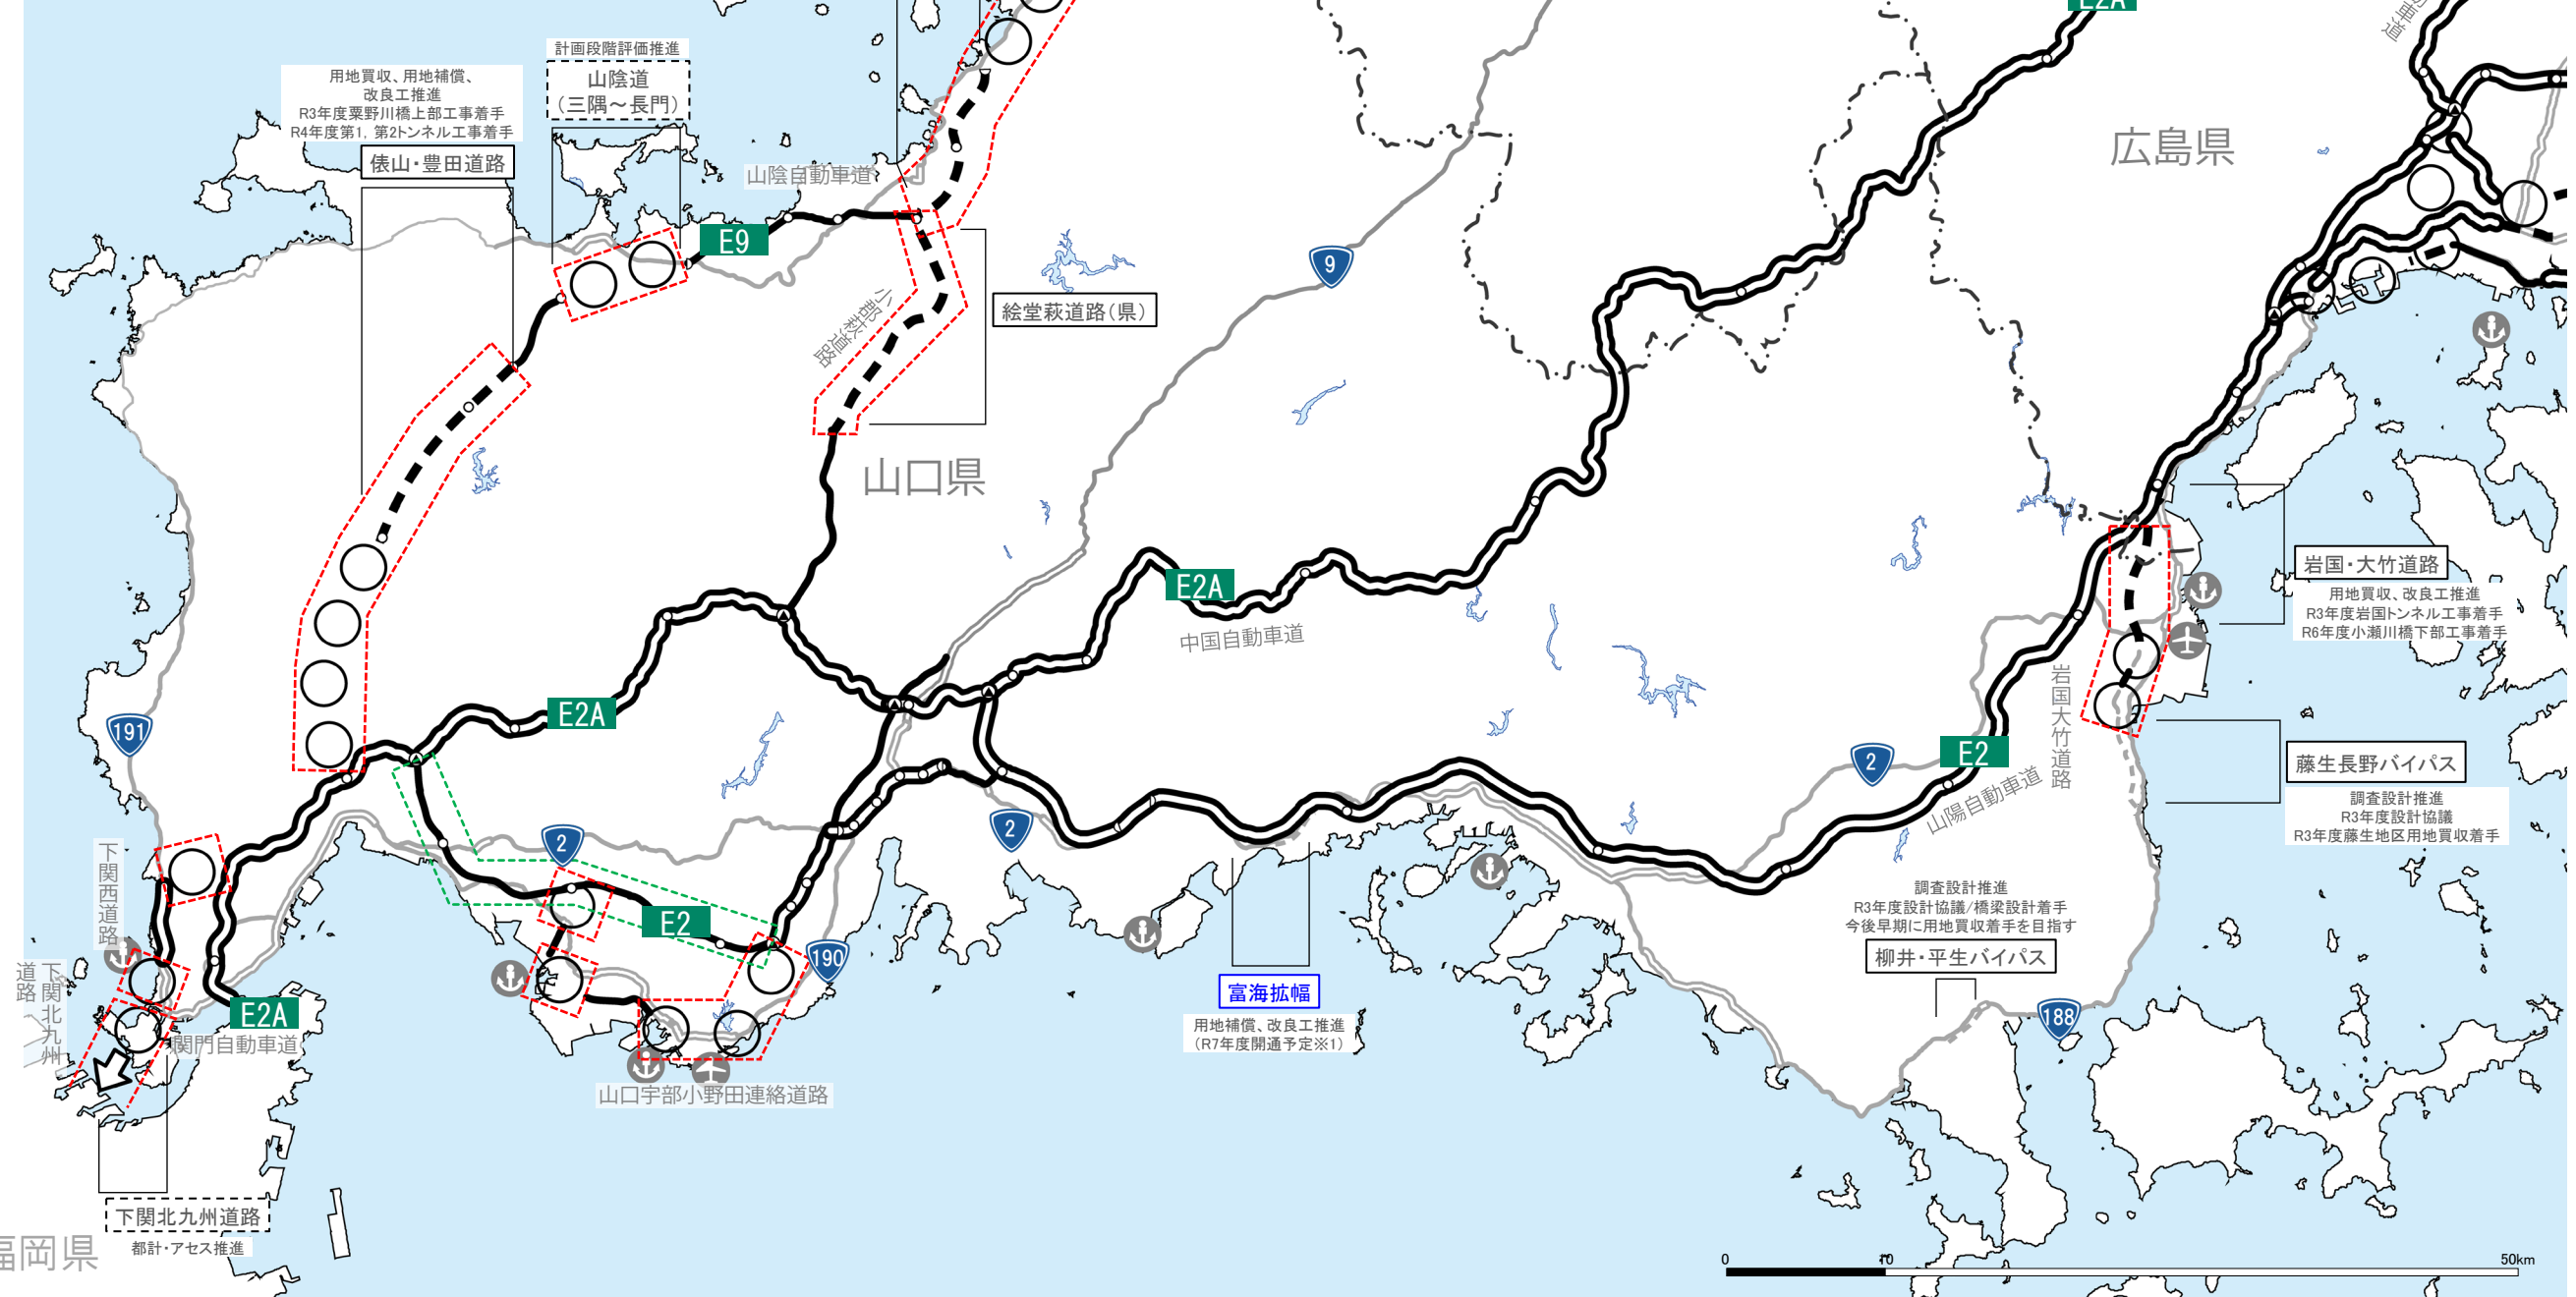 E2A
計画段階評価推進
山陰道
（三隅～長門）
用地買収、用地補償、
改良工推進
R3年度粟野川橋上部工事着手
R4年度第1，第2トンネル工事着手
俵山・豊田道路
山陰自動車道
E9
小郡萩道路
絵堂萩道路（県）
9
広島県
車道
山口県
E2A
中国自動車道
E2A
191
2
2
2
E2
山陽自動車道
岩国大竹道路
岩国・大竹道路
用地買収、改良工推進
R3年度岩国トンネル工事着手
R6年度小瀬川橋下部工事着手
藤生長野バイパス
調査設計推進
R3年度設計協議
R3年度藤生地区用地買収着手
調査設計推進
R3年度設計協議/橋梁設計着手
今後早期に用地買収着手を目指す
柳井・平生バイパス
188
下関西道路
下関北九州
道路
E2A
関門自動車道
E2
190
山口宇部小野田連絡道路
富海拡幅
用地補償、改良工推進
（R7年度開通予定※1）
下関北九州道路
都計・アセス推進
福岡県
0
10
50km